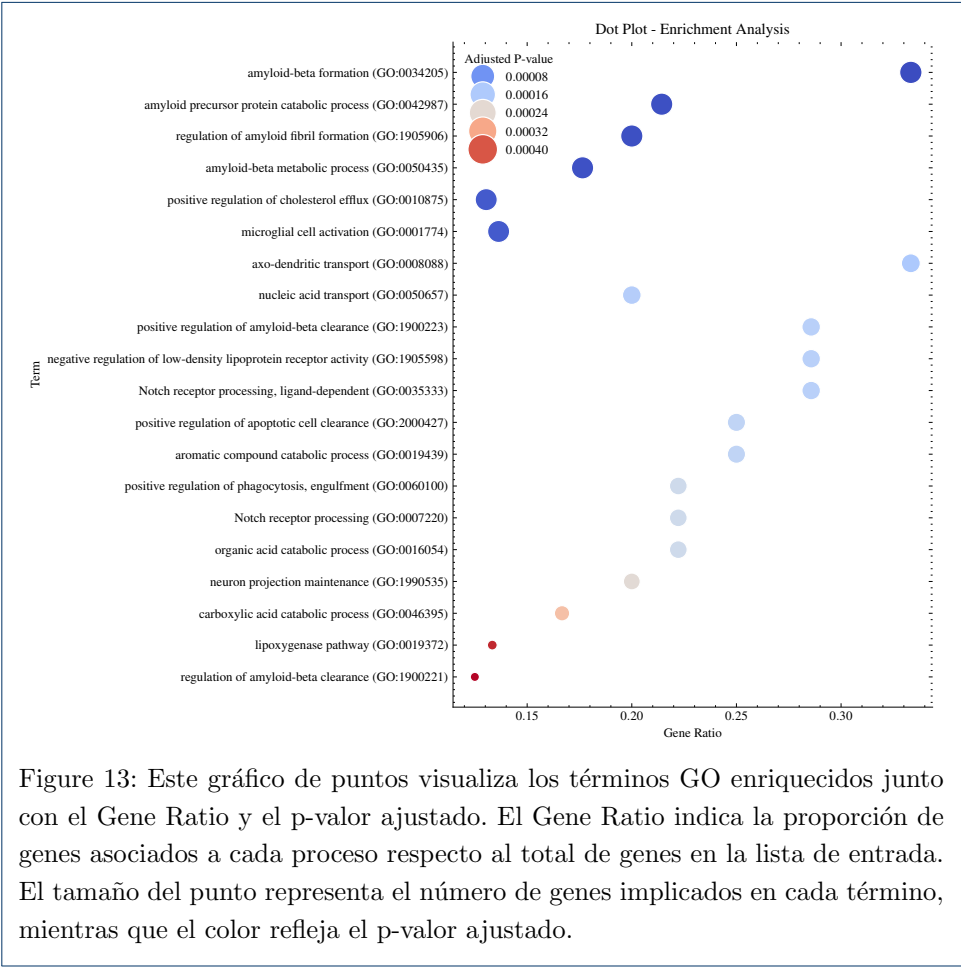 Dot Plot - Enrichment Analysis
Adjusted P-value
0.00008
0.00016
0.00024
0.00032
0.00040
Term
amyloid-beta formation (GO:0034205)
amyloid precursor protein catabolic process (GO:0042987)
regulation of amyloid fibril formation (GO:1905906)
amyloid-beta metabolic process (GO:0050435)
positive regulation of cholesterol efflux (GO:0010875)
microglial cell activation (GO:0001774)
axo-dendritic transport (GO:0008088)
nucleic acid transport (GO:0050657)
positive regulation of amyloid-beta clearance (GO:1900223)
negative regulation of low-density lipoprotein receptor activity (GO:1905598)
Notch receptor processing, ligand-dependent (GO:0035333)
positive regulation of apoptotic cell clearance (GO:2000427)
aromatic compound catabolic process (GO:0019439)
positive regulation of phagocytosis, engulfment (GO:0060100)
Notch receptor processing (GO:0007220)
organic acid catabolic process (GO:0016054)
neuron projection maintenance (GO:1990535)
carboxylic acid catabolic process (GO:0046395)
lipoxygenase pathway (GO:0019372)
regulation of amyloid-beta clearance (GO:1900221)
0.15 0.20 0.25 0.30
Gene Ratio
Figure 13: Este gráfico de puntos visualiza los términos GO enriquecidos junto
con el Gene Ratio y el p-valor ajustado. El Gene Ratio indica la proporción de
genes asociados a cada proceso respecto al total de genes en la lista de entrada.
El tamaño del punto representa el número de genes implicados en cada término,
mientras que el color refleja el p-valor ajustado.